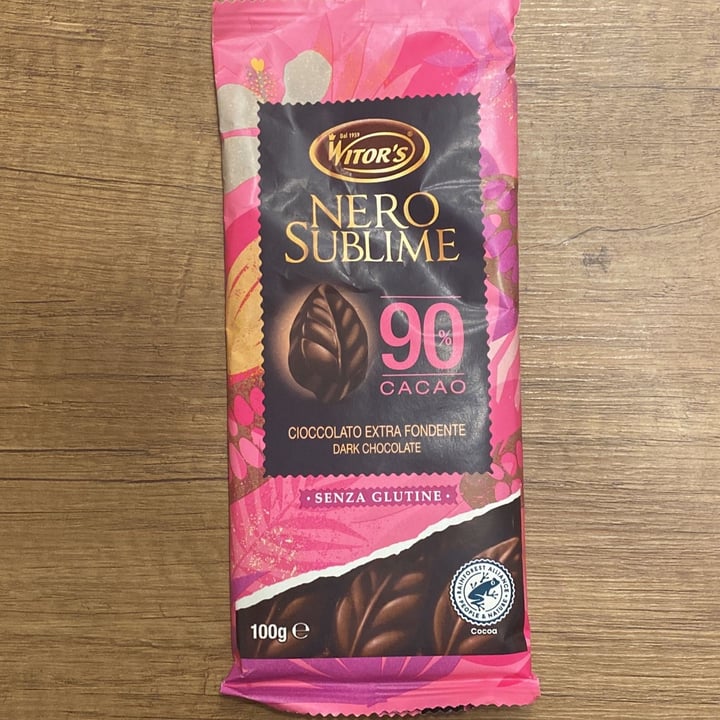 Dal 1959
WITOR'S®
NERO
SUBLIME
90%
CACAO
CIOCCOLATO EXTRA FONDENTE
DARK CHOCOLATE
• SENZA GLUTINE •
100g ℮
RAINFOREST ALLIANCE
PEOPLE & NATURE
Cocoa